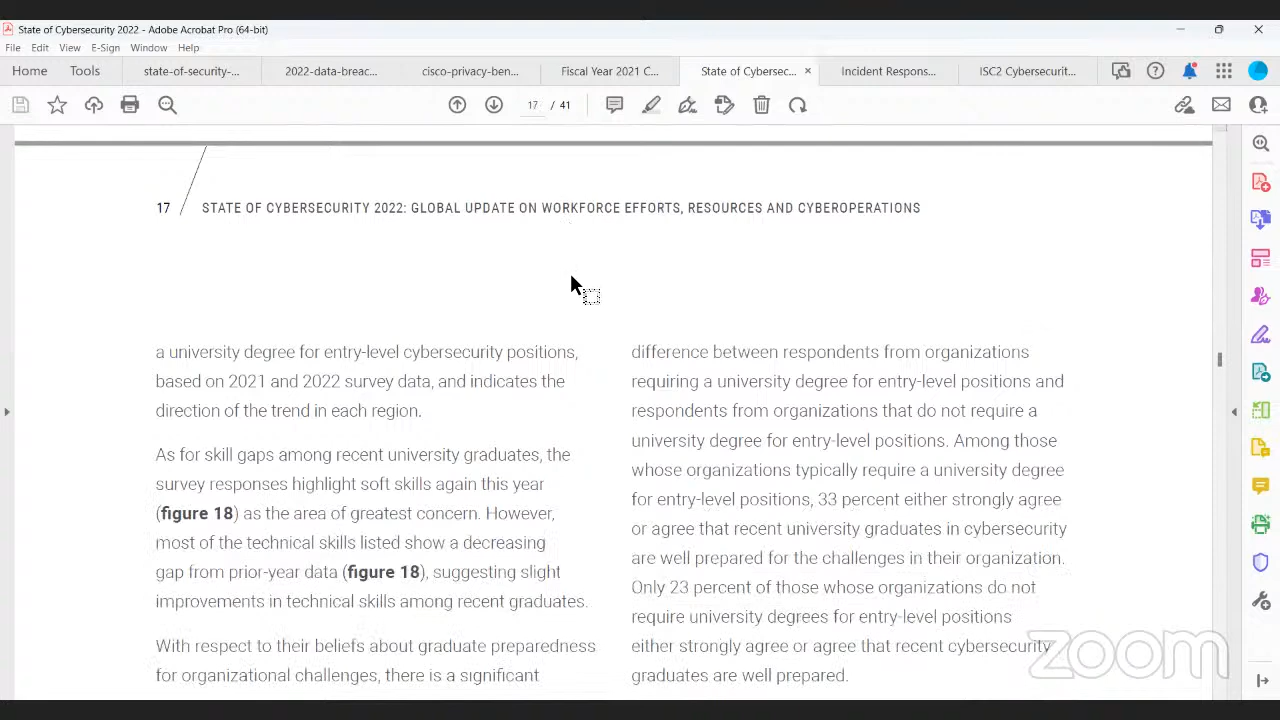 State of Cybersecurity 2022 - Adobe Acrobat Pro (64-bit)
File Edit View E-Sign Window Help
Home Tools state-of-security-... 2022-data-breac... cisco-privacy-ben... Fiscal Year 2021 C... State of Cybersec... × Incident Respons... ISC2 Cybersecurit...
17 / 41
17 STATE OF CYBERSECURITY 2022: GLOBAL UPDATE ON WORKFORCE EFFORTS, RESOURCES AND CYBEROPERATIONS
a university degree for entry-level cybersecurity positions,
based on 2021 and 2022 survey data, and indicates the
direction of the trend in each region.
As for skill gaps among recent university graduates, the
survey responses highlight soft skills again this year
(figure 18) as the area of greatest concern. However,
most of the technical skills listed show a decreasing
gap from prior-year data (figure 18), suggesting slight
improvements in technical skills among recent graduates.
With respect to their beliefs about graduate preparedness
for organizational challenges, there is a significant
difference between respondents from organizations
requiring a university degree for entry-level positions and
respondents from organizations that do not require a
university degree for entry-level positions. Among those
whose organizations typically require a university degree
for entry-level positions, 33 percent either strongly agree
or agree that recent university graduates in cybersecurity
are well prepared for the challenges in their organization.
Only 23 percent of those whose organizations do not
require university degrees for entry-level positions
either strongly agree or agree that recent cybersecurity
graduates are well prepared.
zoom